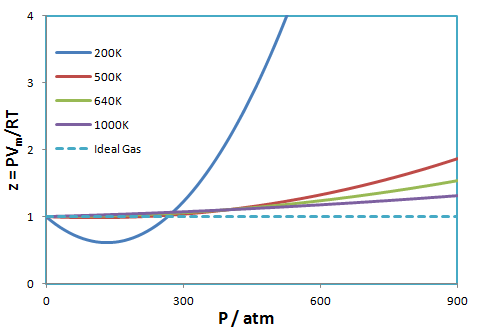 4
3
2
1
0
z = PVm/RT
200K
500K
640K
1000K
Ideal Gas
0 300 600 900
P / atm